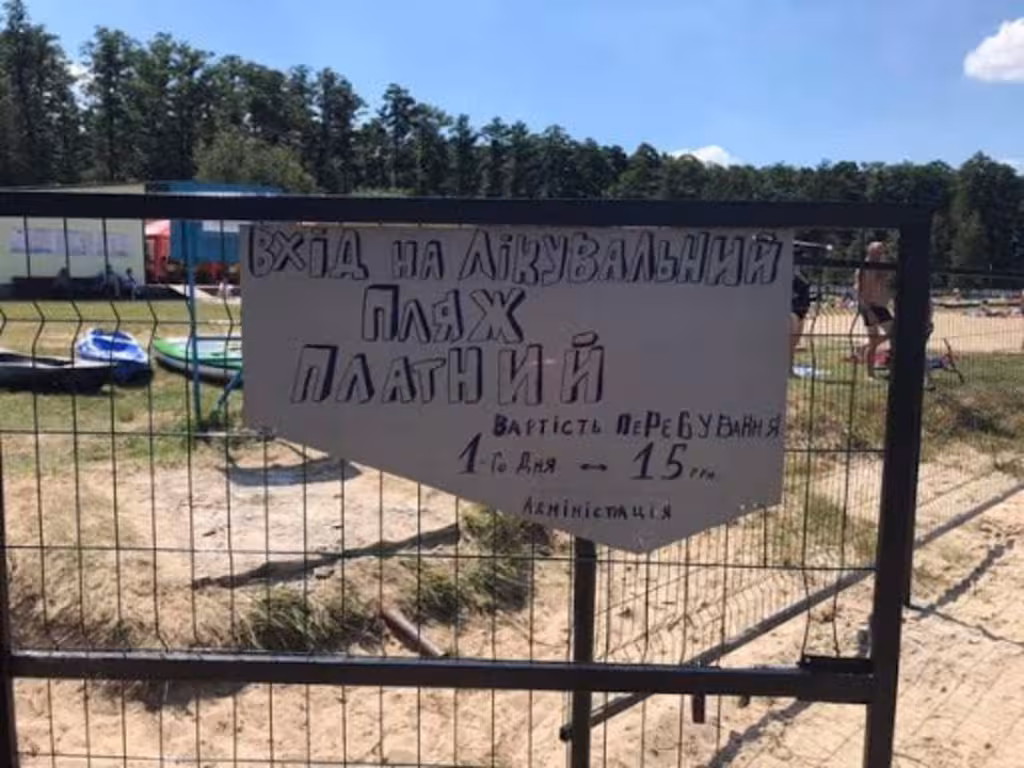 ВХІД НА ЛІКУВАЛЬНИЙ
ПЛЯЖ
ПЛАТНИЙ
ВАРТІСТЬ ПЕРЕБУВАННЯ
1-го дня - 15 грн.
Адміністрація